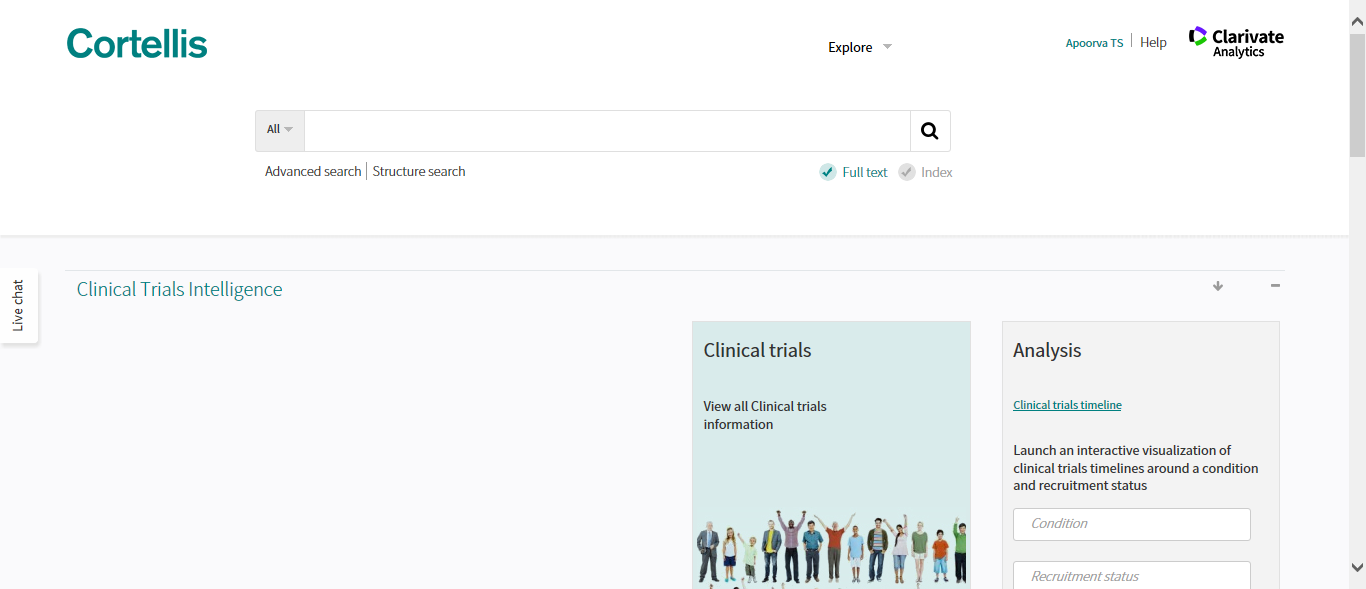 Cortellis
Explore
Apoorva TS
Help
Clarivate
Analytics
All
Advanced search
Structure search
Full text
Index
Live chat
Clinical Trials Intelligence
Clinical trials
View all Clinical trials
information
Analysis
Clinical trials timeline
Launch an interactive visualization of
clinical trials timelines around a condition
and recruitment status
Condition
Recruitment status